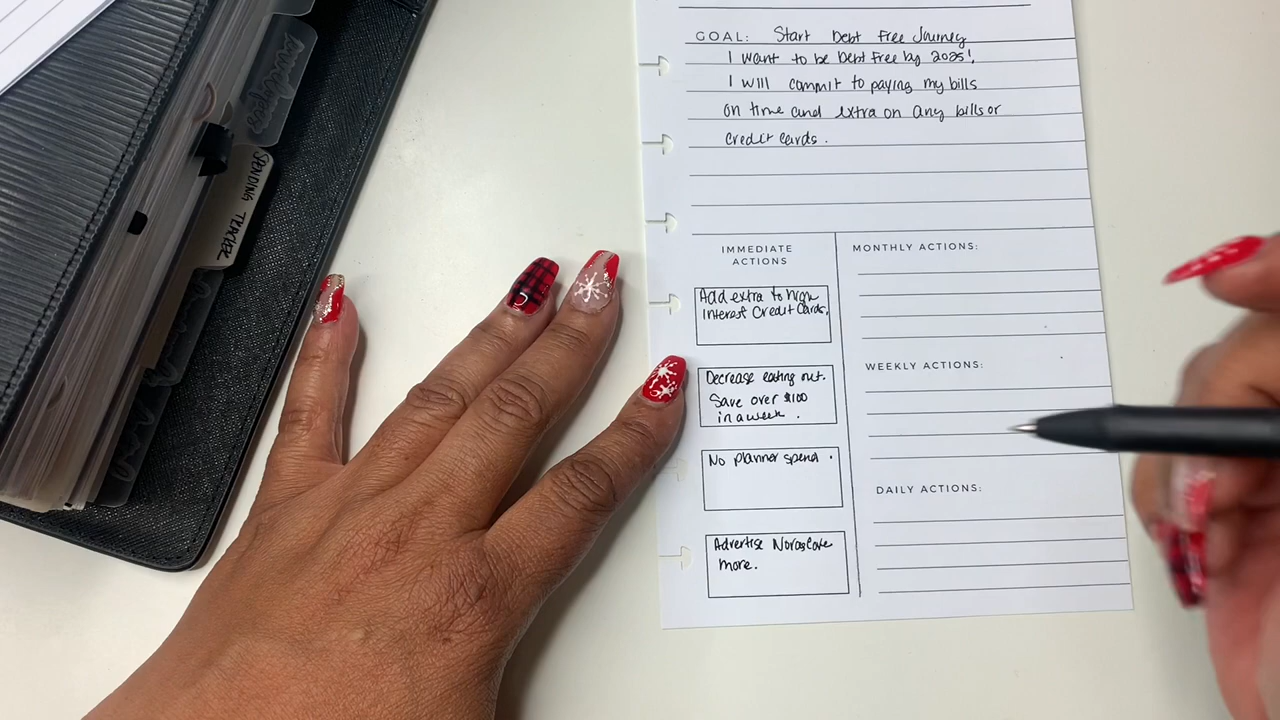 GOAL: Start Debt Free Journey
I want to be Debt Free by 2025!
I will commit to paying my bills
on time and extra on any bills or
credit cards.
IMMEDIATE
ACTIONS
Add extra to high
interest Credit Cards.
Decrease eating out.
Save over $100
in a week.
No planner spend.
Advertise
more.
MONTHLY ACTIONS:
WEEKLY ACTIONS:
DAILY ACTIONS:
SPENDING TRACKER